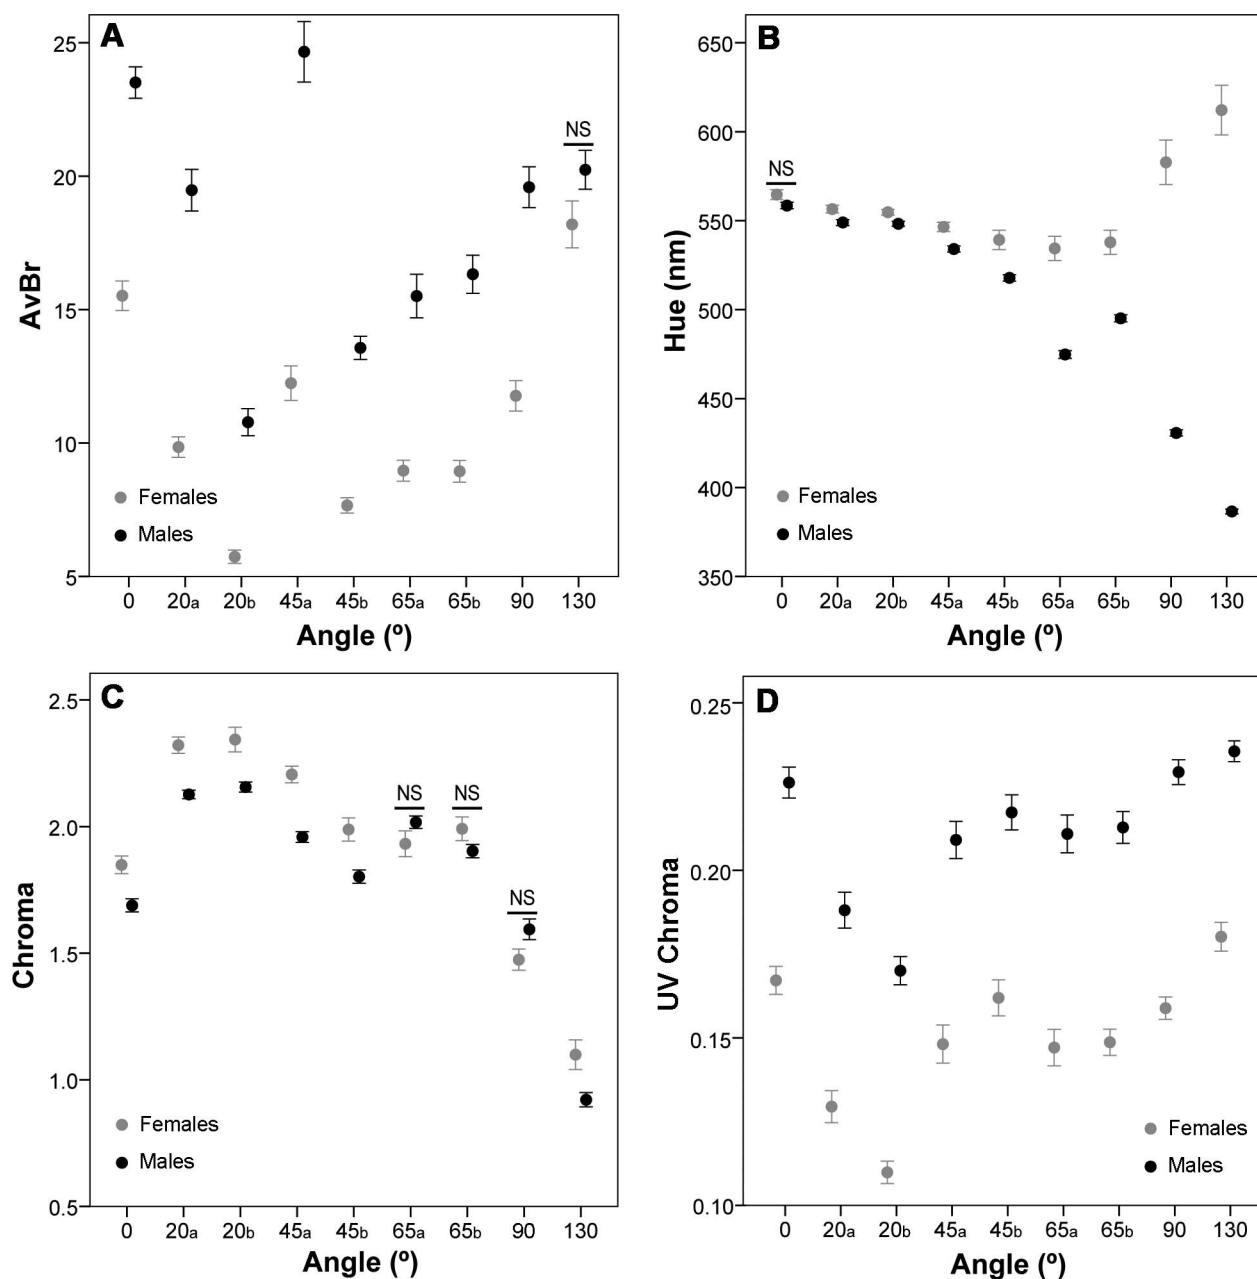 A
25
20
15
10
5
AvBr
NS
Females
Males
0 20a 20b 45a 45b 65a 65b 90 130
Angle (º)
B
650
600
550
500
450
400
350
Hue (nm)
NS
Females
Males
0 20a 20b 45a 45b 65a 65b 90 130
Angle (º)
C
2.5
2.0
1.5
1.0
0.5
Chroma
NS NS
NS
Females
Males
0 20a 20b 45a 45b 65a 65b 90 130
Angle (º)
D
0.25
0.20
0.15
0.10
UV Chroma
Females
Males
0 20a 20b 45a 45b 65a 65b 90 130
Angle (º)